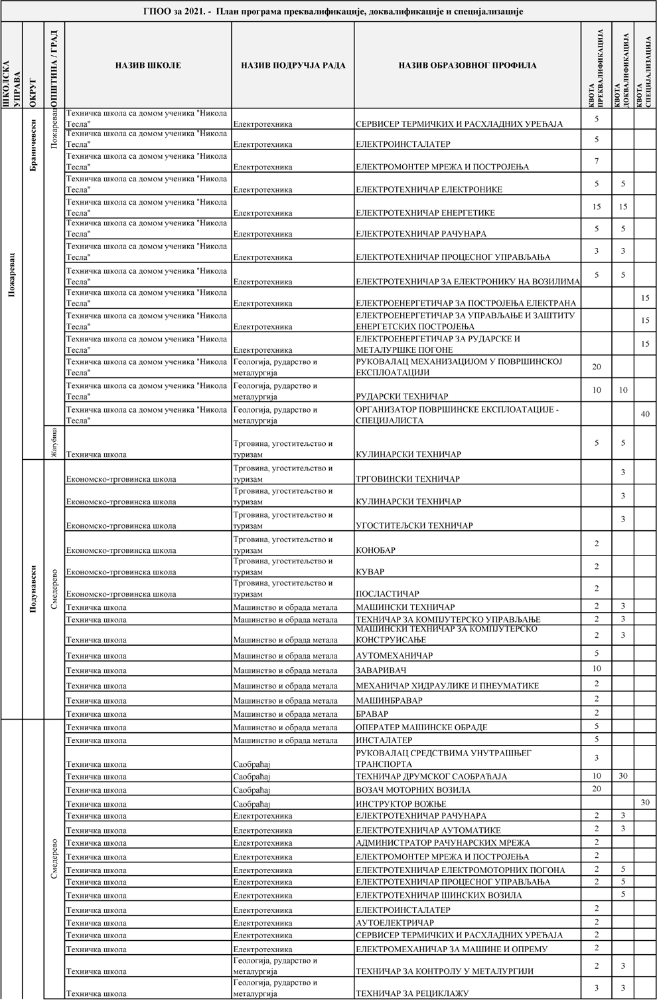 ГПОО за 2021. - План програма преквалификације, доквалификације и специјализације
ШКОЛСКА УПРАВА
ОКРУГ
ОПШТИНА / ГРАД
НАЗИВ ШКОЛЕ
НАЗИВ ПОДРУЧЈА РАДА
НАЗИВ ОБРАЗОВНОГ ПРОФИЛА
КВОТА ПРЕКВАЛИФИКАЦИЈА
КВОТА ДОКВАЛИФИКАЦИЈА
КВОТА СПЕЦИЈАЛИЗАЦИЈА
Пожаревац
Браничевски
Пожаревац
Техничка школа са домом ученика "Никола
Тесла" Електротехника СЕРВИСЕР ТЕРМИЧКИХ И РАСХЛАДНИХ УРЕЂАЈА 5
Техничка школа са домом ученика "Никола
Тесла" Електротехника ЕЛЕКТРОИНСТАЛАТЕР 5
Техничка школа са домом ученика "Никола
Тесла" Електротехника ЕЛЕКТРОМОНТЕР МРЕЖА И ПОСТРОЈЕЊА 7
Техничка школа са домом ученика "Никола
Тесла" Електротехника ЕЛЕКТРОТЕХНИЧАР ЕЛЕКТРОНИКЕ 5 5
Техничка школа са домом ученика "Никола
Тесла" Електротехника ЕЛЕКТРОТЕХНИЧАР ЕНЕРГЕТИКЕ 15 15
Техничка школа са домом ученика "Никола
Тесла" Електротехника ЕЛЕКТРОТЕХНИЧАР РАЧУНАРА 5 5
Техничка школа са домом ученика "Никола
Тесла" Електротехника ЕЛЕКТРОТЕХНИЧАР ПРОЦЕСНОГ УПРАВЉАЊА 3 3
Техничка школа са домом ученика "Никола
Тесла" Електротехника ЕЛЕКТРОТЕХНИЧАР ЗА ЕЛЕКТРОНИКУ НА ВОЗИЛИМА 5 5
Техничка школа са домом ученика "Никола
Тесла" Електротехника ЕЛЕКТРОЕНЕРГЕТИЧАР ЗА ПОСТРОЈЕЊА ЕЛЕКТРАНА 15
Техничка школа са домом ученика "Никола ЕЛЕКТРОЕНЕРГЕТИЧАР ЗА УПРАВЉАЊЕ И ЗАШТИТУ
Тесла" Електротехника ЕНЕРГЕТСКИХ ПОСТРОЈЕЊА 15
Техничка школа са домом ученика "Никола ЕЛЕКТРОЕНЕРГЕТИЧАР ЗА РУДАРСКЕ И
Тесла" Електротехника МЕТАЛУРШКЕ ПОГОНЕ 15
Техничка школа са домом ученика "Никола Геологија, рударство и РУКОВАЛАЦ МЕХАНИЗАЦИЈОМ У ПОВРШИНСКОЈ
Тесла" металургија ЕКСПЛОАТАЦИЈИ 20
Техничка школа са домом ученика "Никола Геологија, рударство и
Тесла" металургија РУДАРСКИ ТЕХНИЧАР 10 10
Техничка школа са домом ученика "Никола Геологија, рударство и ОРГАНИЗАТОР ПОВРШИНСКЕ ЕКСПЛОАТАЦИЈЕ -
Тесла" металургија СПЕЦИЈАЛИСТА 40
Жагубица
Трговина, угоститељство и
Техничка школа туризам КУЛИНАРСКИ ТЕХНИЧАР 5 5
Подунавски
Смедерево
Трговина, угоститељство и
Економско-трговинска школа туризам ТРГОВИНСКИ ТЕХНИЧАР 3
Трговина, угоститељство и
Економско-трговинска школа туризам КУЛИНАРСКИ ТЕХНИЧАР 3
Трговина, угоститељство и
Економско-трговинска школа туризам УГОСТИТЕЉСКИ ТЕХНИЧАР 3
Трговина, угоститељство и
Економско-трговинска школа туризам КОНОБАР 2
Трговина, угоститељство и
Економско-трговинска школа туризам КУВАР 2
Трговина, угоститељство и
Економско-трговинска школа туризам ПОСЛАСТИЧАР 2
Техничка школа Машинство и обрада метала МАШИНСКИ ТЕХНИЧАР 2 3
Техничка школа Машинство и обрада метала ТЕХНИЧАР ЗА КОМПЈУТЕРСКО УПРАВЉАЊЕ 2 3
МАШИНСКИ ТЕХНИЧАР ЗА КОМПЈУТЕРСКО
Техничка школа Машинство и обрада метала КОНСТРУИСАЊЕ 2 3
Техничка школа Машинство и обрада метала АУТОМЕХАНИЧАР 5
Техничка школа Машинство и обрада метала ЗАВАРИВАЧ 10
Техничка школа Машинство и обрада метала МЕХАНИЧАР ХИДРАУЛИКЕ И ПНЕУМАТИКЕ 2
Техничка школа Машинство и обрада метала МАШИНБРАВАР 2
Техничка школа Машинство и обрада метала БРАВАР 2
Смедерево
Техничка школа Машинство и обрада метала ОПЕРАТЕР МАШИНСКЕ ОБРАДЕ 5
Техничка школа Машинство и обрада метала ИНСТАЛАТЕР 5
РУКОВАЛАЦ СРЕДСТВИМА УНУТРАШЊЕГ
Техничка школа Саобраћај ТРАНСПОРТА 3
Техничка школа Саобраћај ТЕХНИЧАР ДРУМСКОГ САОБРАЋАЈА 10 30
Техничка школа Саобраћај ВОЗАЧ МОТОРНИХ ВОЗИЛА 20
Техничка школа Саобраћај ИНСТРУКТОР ВОЖЊЕ 30
Техничка школа Електротехника ЕЛЕКТРОТЕХНИЧАР РАЧУНАРА 2 3
Техничка школа Електротехника ЕЛЕКТРОТЕХНИЧАР АУТОМАТИКЕ 2 3
Техничка школа Електротехника АДМИНИСТРАТОР РАЧУНАРСКИХ МРЕЖА 2
Техничка школа Електротехника ЕЛЕКТРОМОНТЕР МРЕЖА И ПОСТРОЈЕЊА 2
Техничка школа Електротехника ЕЛЕКТРОТЕХНИЧАР ЕЛЕКТРОМОТОРНИХ ПОГОНА 2 5
Техничка школа Електротехника ЕЛЕКТРОТЕХНИЧАР ПРОЦЕСНОГ УПРАВЉАЊА 2 5
Техничка школа Електротехника ЕЛЕКТРОТЕХНИЧАР ШИНСКИХ ВОЗИЛА 5
Техничка школа Електротехника ЕЛЕКТРОИНСТАЛАТЕР 2
Техничка школа Електротехника АУТОЕЛЕКТРИЧАР 2
Техничка школа Електротехника СЕРВИСЕР ТЕРМИЧКИХ И РАСХЛАДНИХ УРЕЂАЈА 2
Техничка школа Електротехника ЕЛЕКТРОМЕХАНИЧАР ЗА МАШИНЕ И ОПРЕМУ 2
Геологија, рударство и
Техничка школа металургија ТЕХНИЧАР ЗА КОНТРОЛУ У МЕТАЛУРГИЈИ 2 3
Геологија, рударство и
Техничка школа металургија ТЕХНИЧАР ЗА РЕЦИКЛАЖУ 3 3